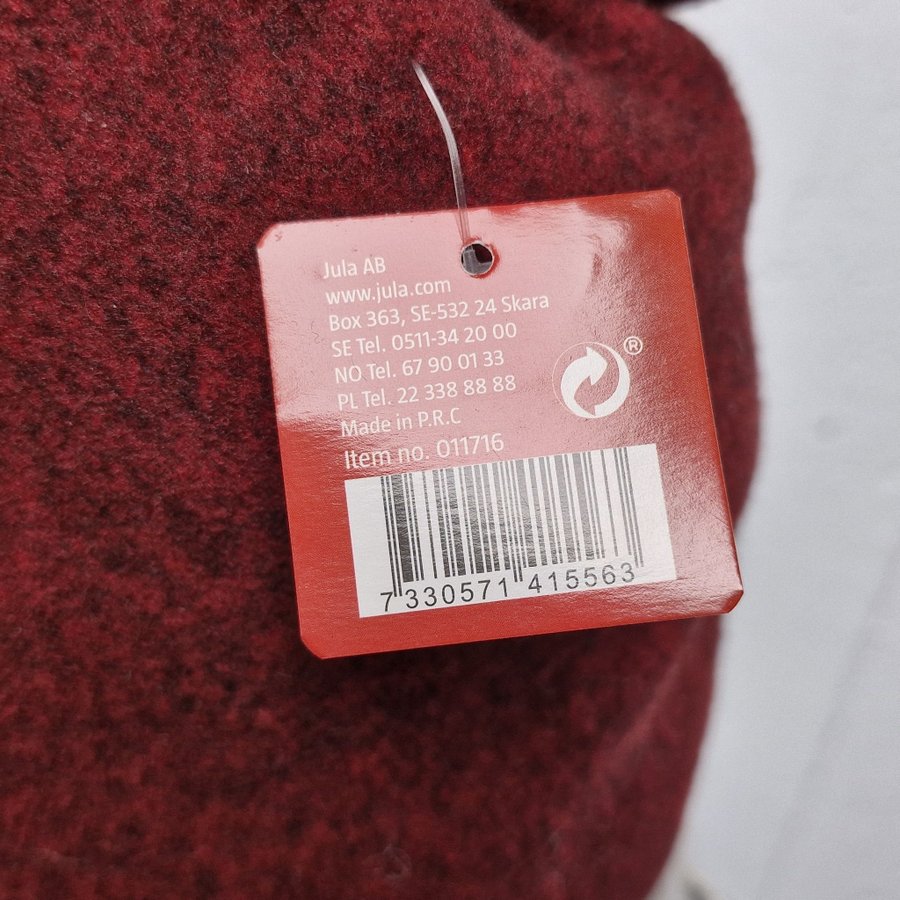 Jula AB
www.jula.com
Box 363, SE-532 24 Skara
SE Tel. 0511-34 20 00
NO Tel. 67 90 01 33
PL Tel. 22 338 88 88
Made in P.R.C
Item no. 011716
®
7 330571 415563